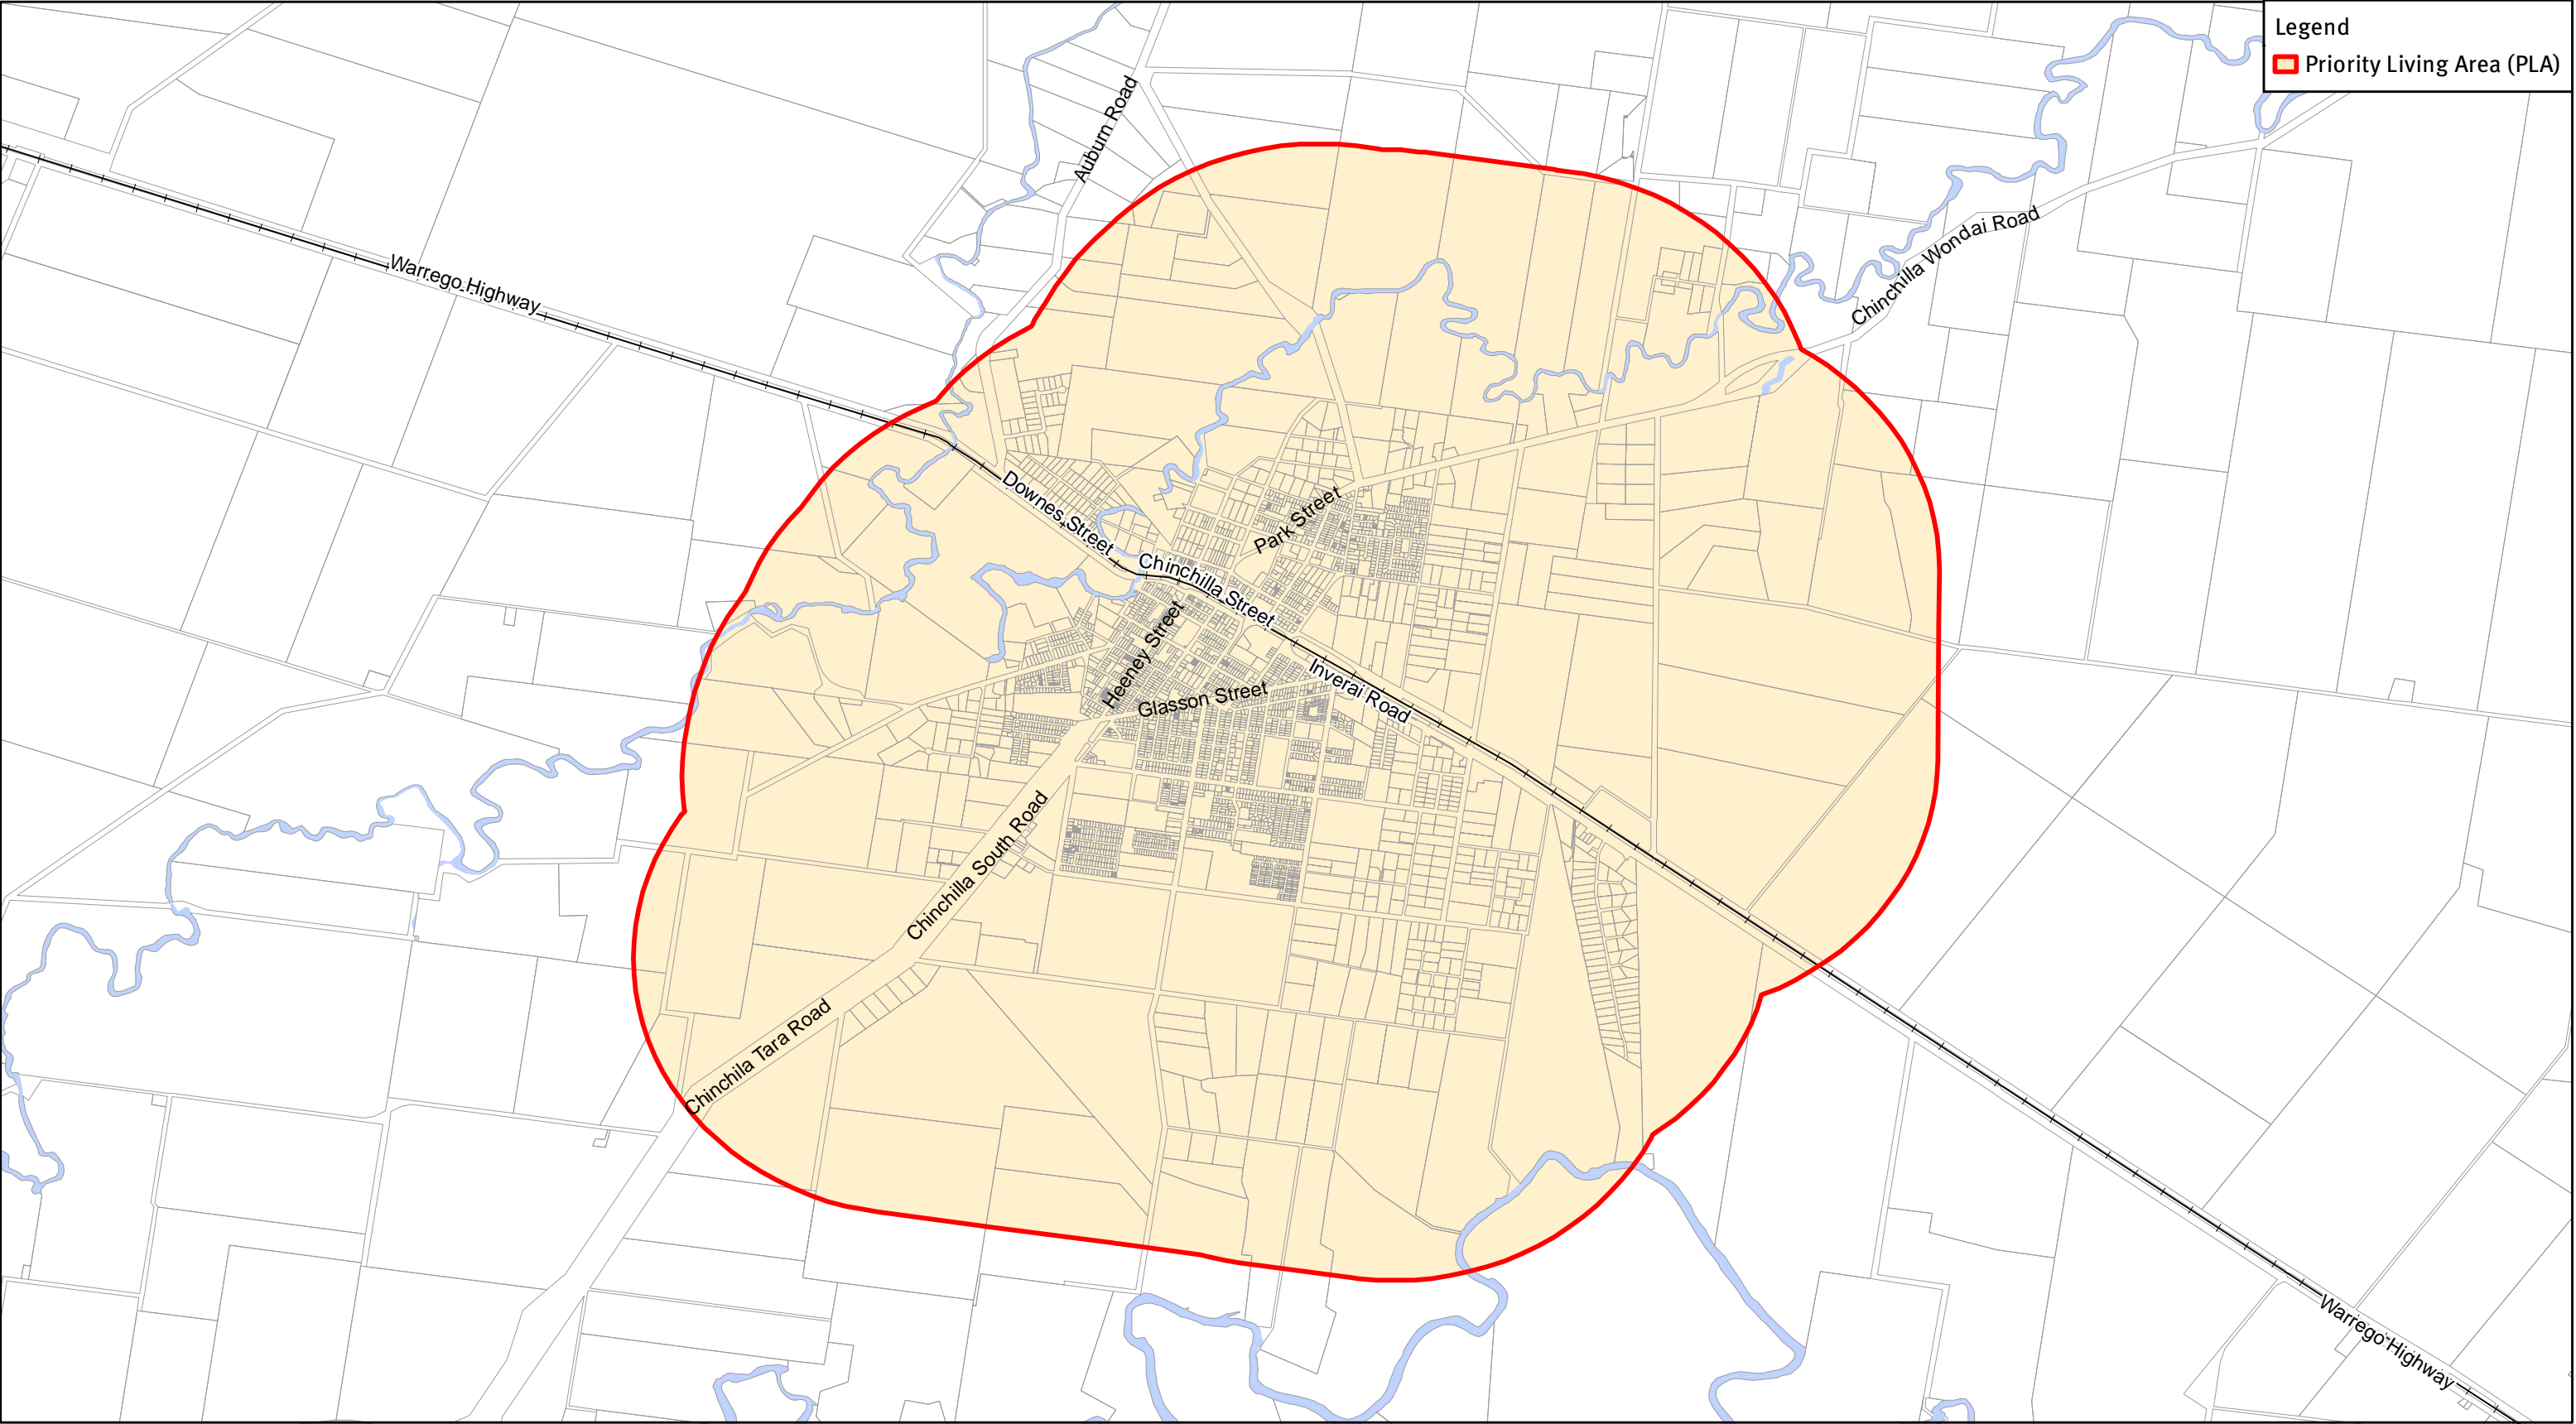 Legend
Priority Living Area (PLA)
Auburn Road
Chinchilla Wondai Road
Warrego Highway
Downes Street
Park Street
Chinchilla Street
Heeney Street
Glasson Street
Inverai Road
Chinchilla South Road
Chinchila Tara Road
Warrego Highway